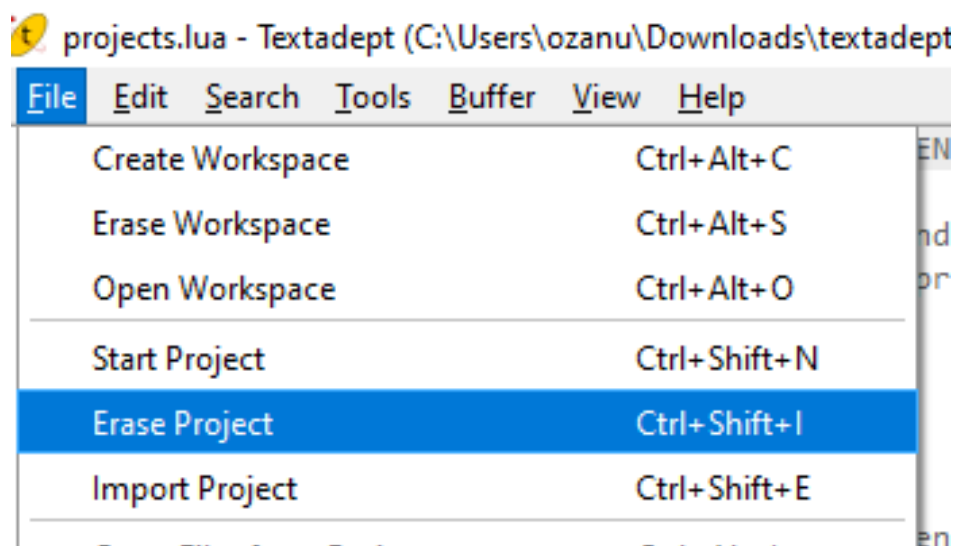 projects.lua - Textadept (C:\Users\ozanu\Downloads\textadept
File Edit Search Tools Buffer View Help
Create Workspace Ctrl+Alt+C
Erase Workspace Ctrl+Alt+S
Open Workspace Ctrl+Alt+O
Start Project Ctrl+Shift+N
Erase Project Ctrl+Shift+I
Import Project Ctrl+Shift+E